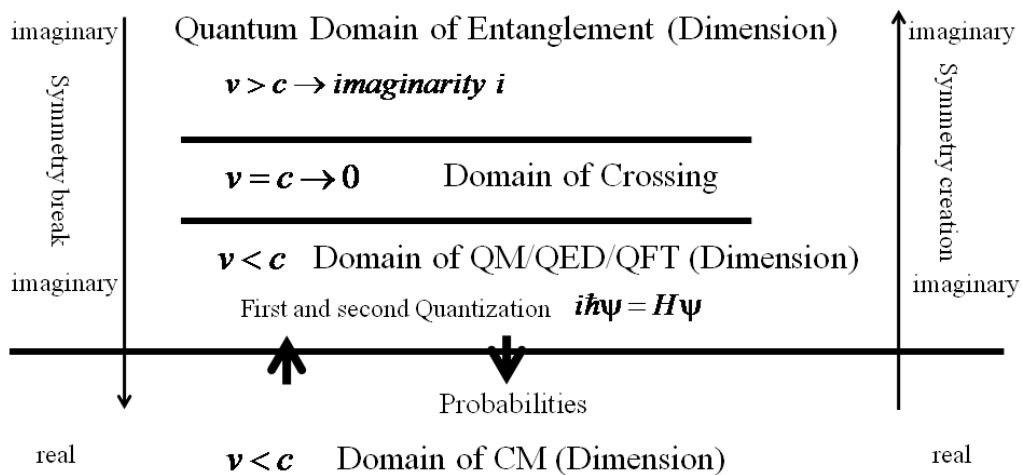 imaginary
Quantum Domain of Entanglement (Dimension)
imaginary
Symmetry break
v > c → imaginarity i
Symmetry creation
v = c → 0 Domain of Crossing
v < c Domain of QM/QED/QFT (Dimension)
imaginary
imaginary
First and second Quantization iħψ = Hψ
Probabilities
real
v < c Domain of CM (Dimension)
real